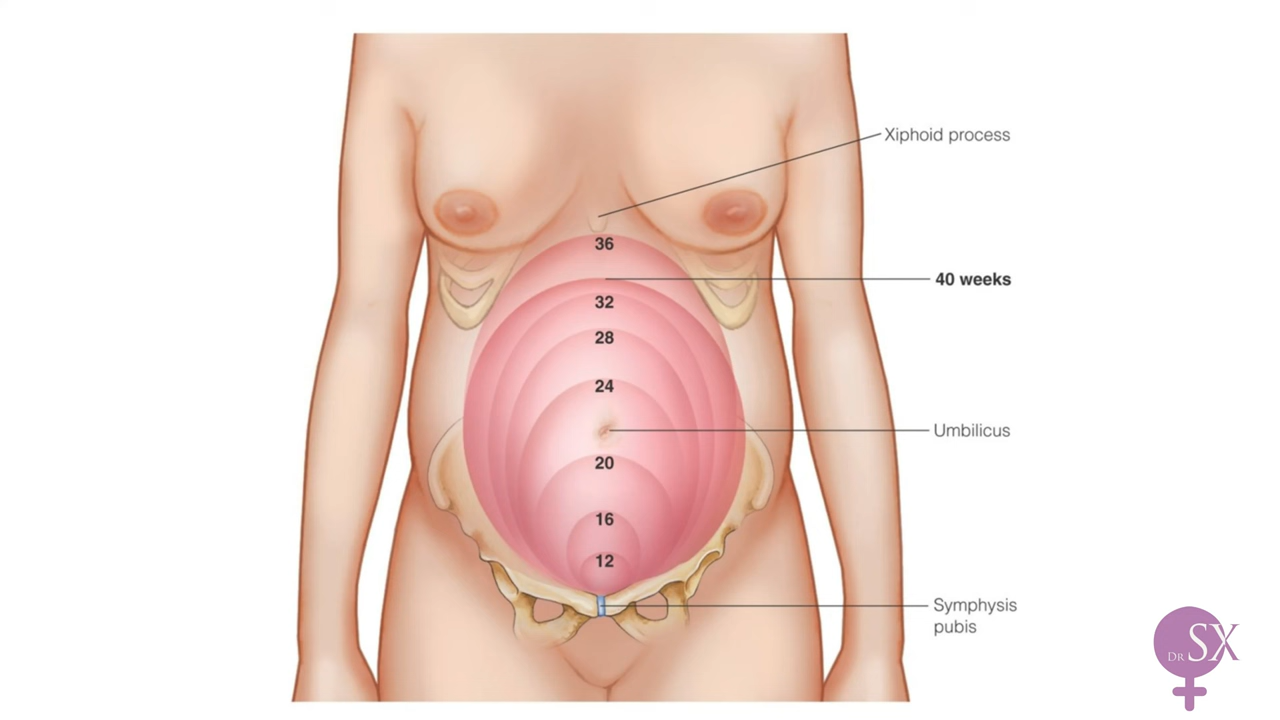 Xiphoid process
36
40 weeks
32
28
24
Umbilicus
20
16
12
Symphysis
pubis
DR SX